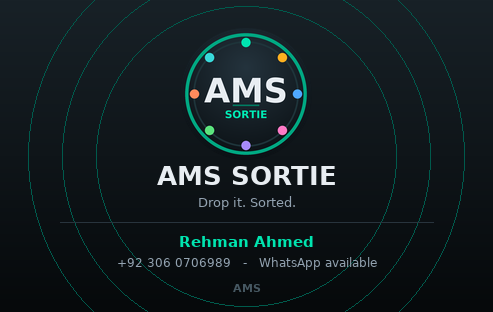 AMS
SORTIE
AMS SORTIE
Drop it. Sorted.
Rehman Ahmed
+92 306 0706989 - WhatsApp available
AMS